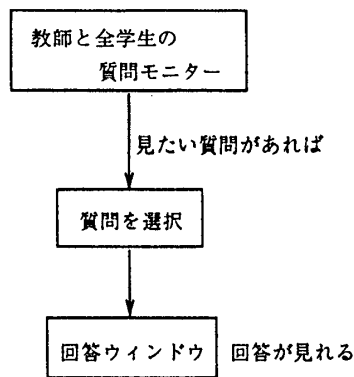 教師と全学生の
質問モニター
見たい質問があれば
質問を選択
回答ウィンドウ 回答が見れる